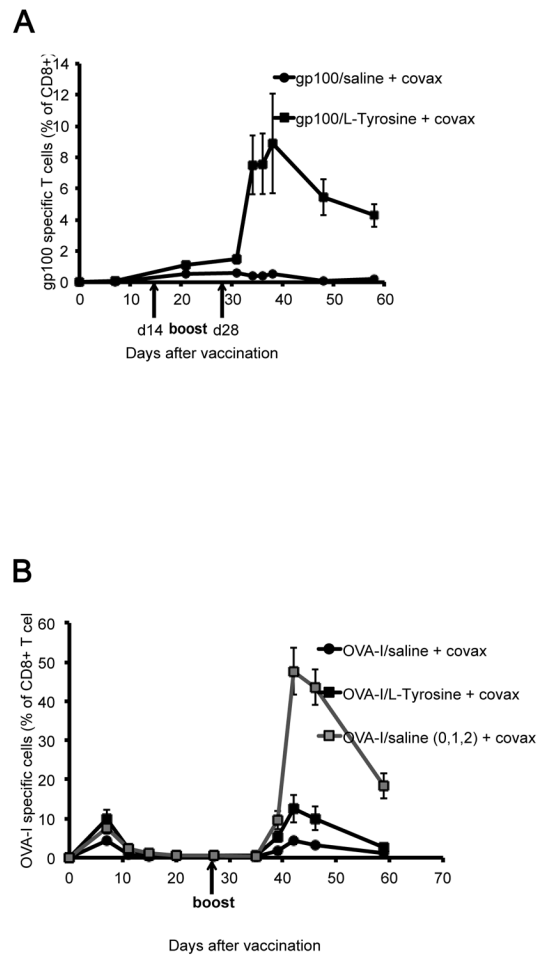 A
gp100 specific T cells (% of CD8+)
14
12
10
8
6
4
2
0
gp100/saline + covax
gp100/L-Tyrosine + covax
0 10 20 30 40 50 60
d14 boost d28
Days after vaccination
B
OVA-I specific cells (% of CD8+ T cel
60
50
40
30
20
10
0
OVA-I/saline + covax
OVA-I/L-Tyrosine + covax
OVA-I/saline (0,1,2) + covax
0 10 20 30 40 50 60 70
boost
Days after vaccination